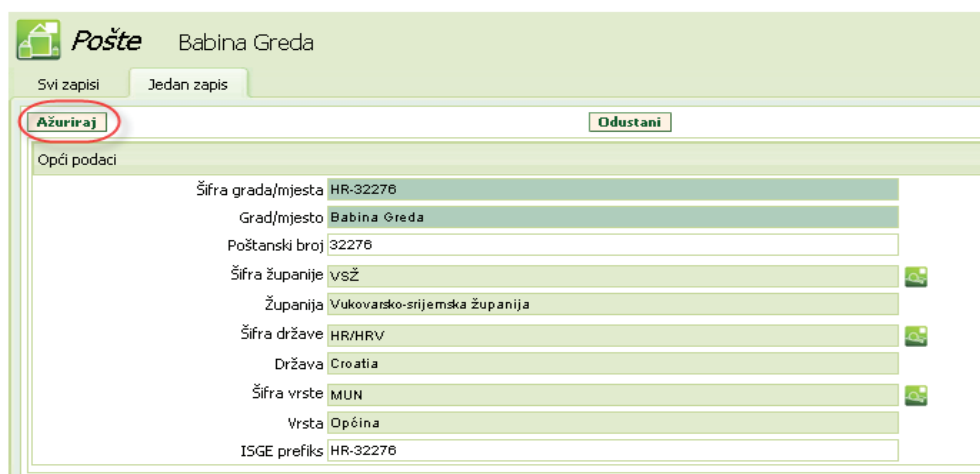 Pošte Babina Greda
Svi zapisi Jedan zapis
Ažuriraj Odustani
Opći podaci
Šifra grada/mjesta HR-32276
Grad/mjesto Babina Greda
Poštanski broj 32276
Šifra županije VSŽ
Županija Vukovarsko-srijemska županija
Šifra države HR/HRV
Država Croatia
Šifra vrste MUN
Vrsta Općina
ISGE prefiks HR-32276